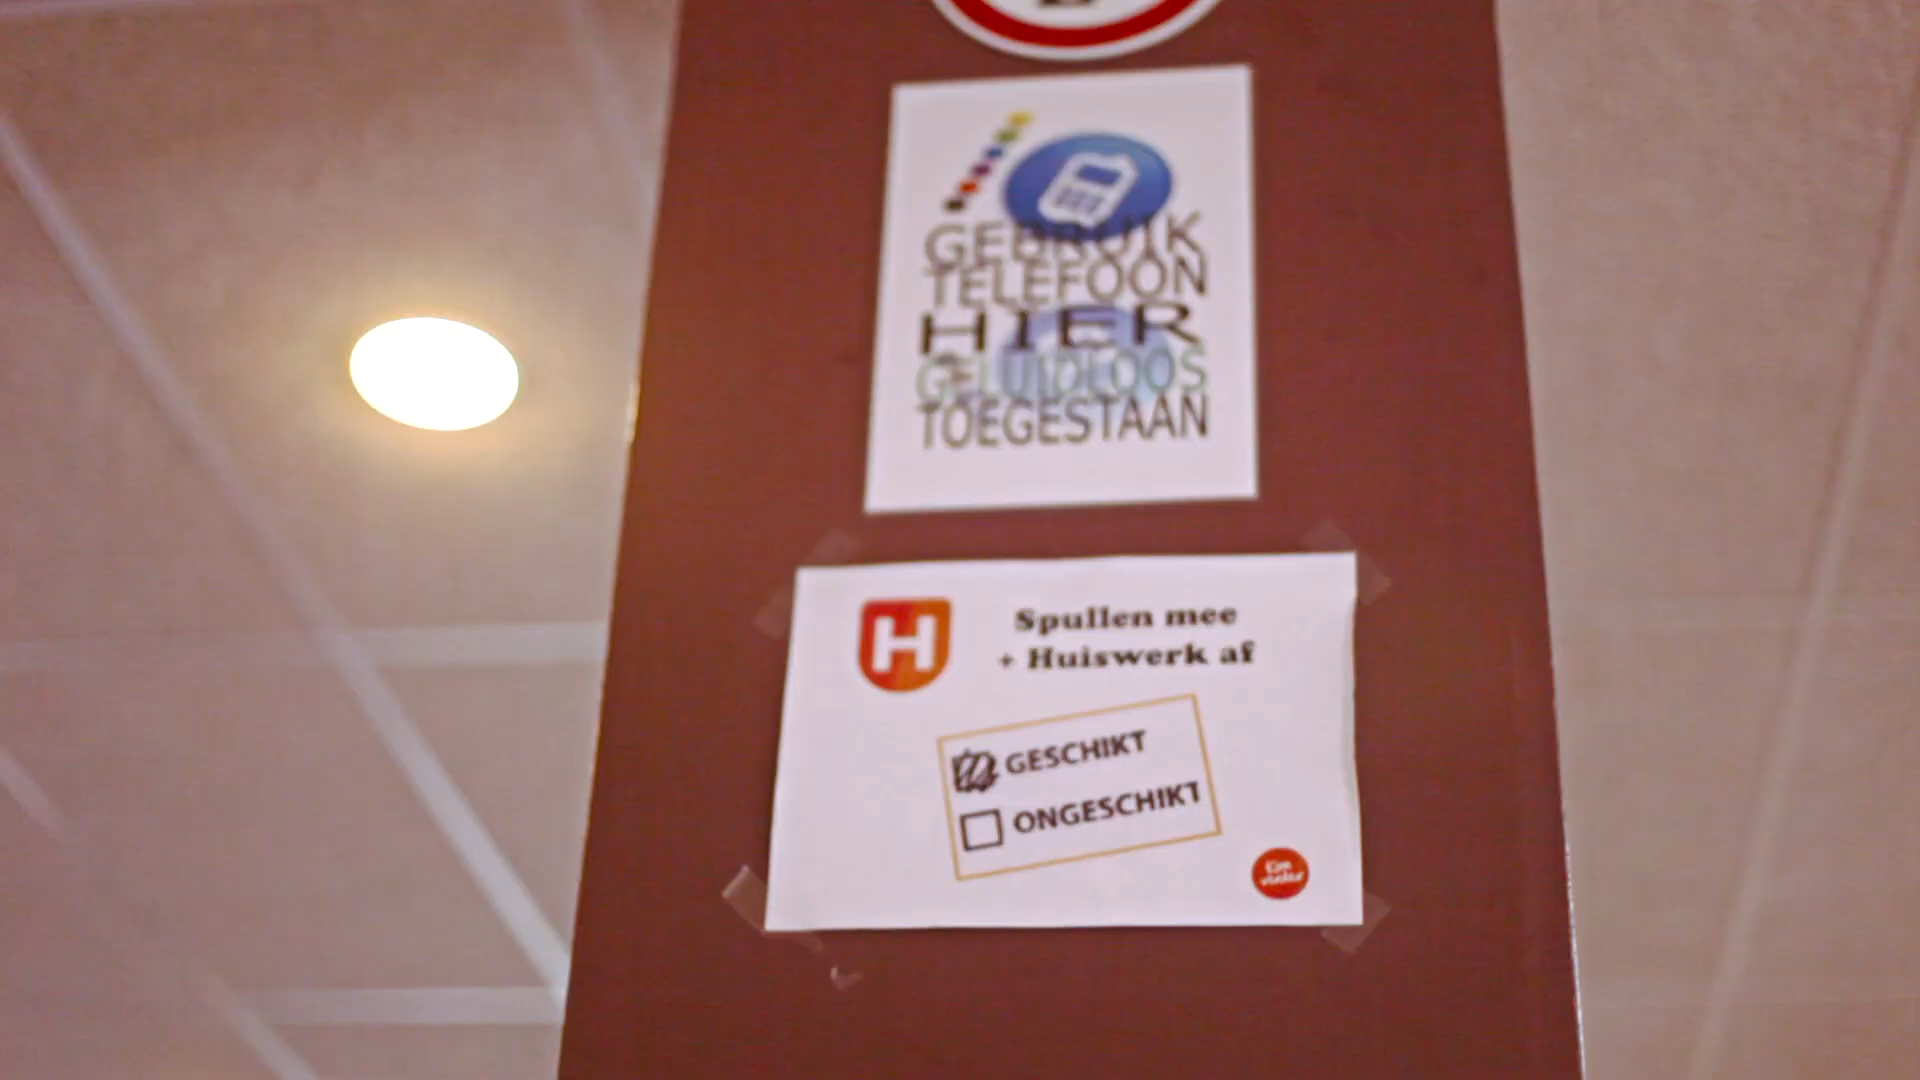 GEBRUIK
TELEFOON
HIER
GELUIDLOOS
TOEGESTAAN
H
Spullen mee
+ Huiswerk af
GESCHIKT
ONGESCHIKT